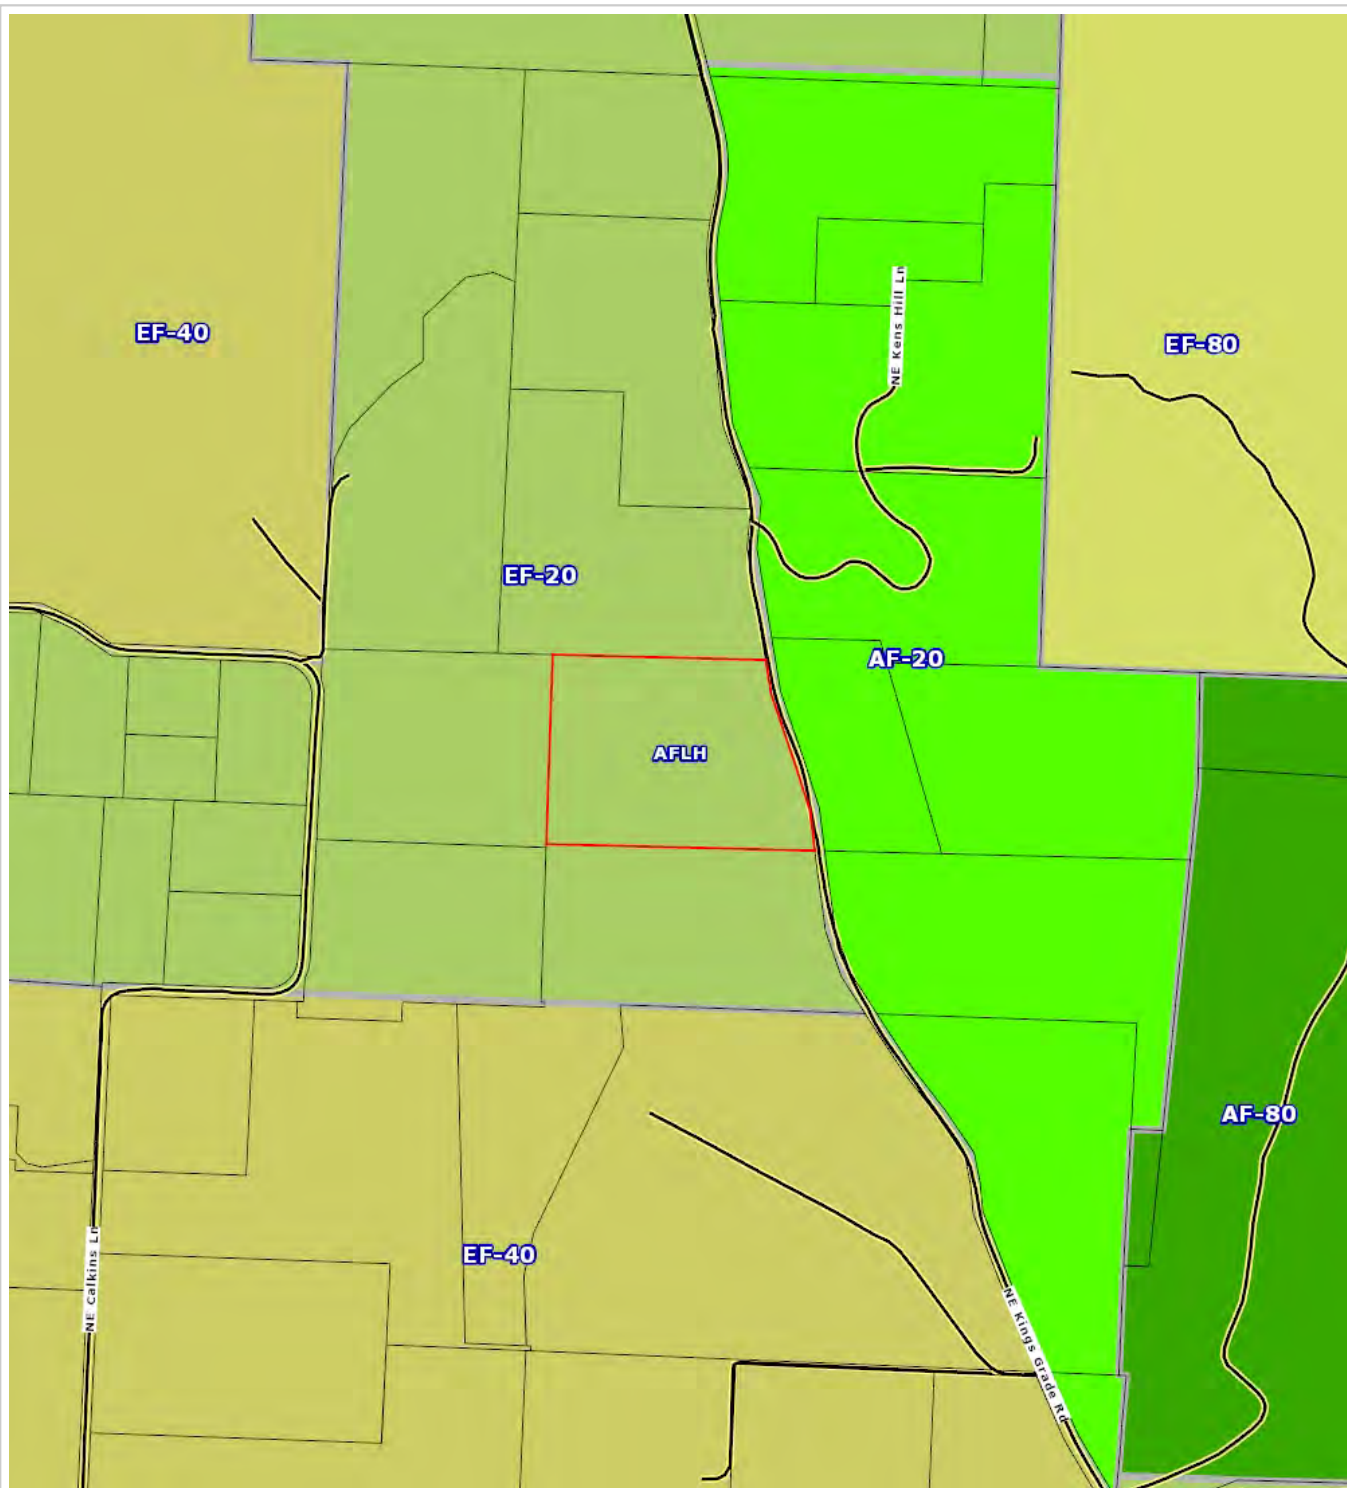 EF-40
NE Kens Hill Ln
EF-80
EF-20
AF-20
AFLH
AF-80
EF-40
NE Calkins Ln
NE Kings Grade Rd